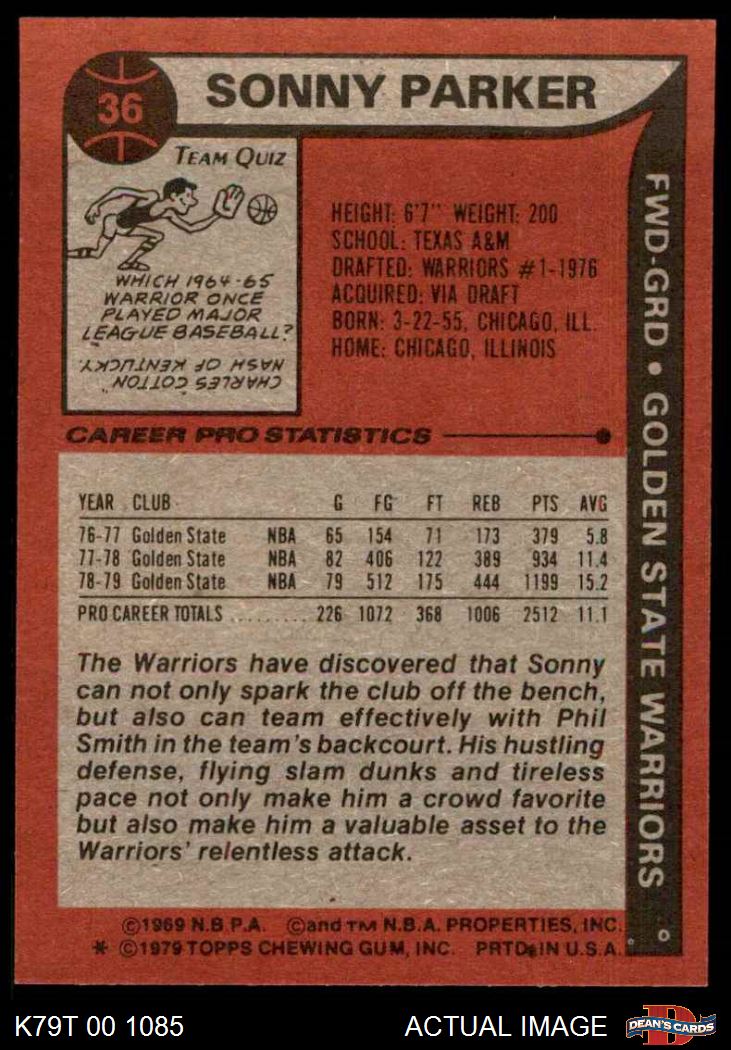 36
SONNY PARKER
TEAM QUIZ
WHICH 1964-65
WARRIOR ONCE
PLAYED MAJOR
LEAGUE BASEBALL?
CHARLES "COTTON"
NASH OF KENTUCKY.
HEIGHT: 6'7" WEIGHT: 200
SCHOOL: TEXAS A&M
DRAFTED: WARRIORS #1-1976
ACQUIRED: VIA DRAFT
BORN: 3-22-55, CHICAGO, ILL.
HOME: CHICAGO, ILLINOIS
FWD-GRD • GOLDEN STATE WARRIORS
CAREER PRO STATISTICS
YEAR CLUB G FG FT REB PTS AVG
76-77 Golden State NBA 65 154 71 173 379 5.8
77-78 Golden State NBA 82 406 122 389 934 11.4
78-79 Golden State NBA 79 512 175 444 1199 15.2
PRO CAREER TOTALS ......... 226 1072 368 1006 2512 11.1
The Warriors have discovered that Sonny
can not only spark the club off the bench,
but also can team effectively with Phil
Smith in the team's backcourt. His hustling
defense, flying slam dunks and tireless
pace not only make him a crowd favorite
but also make him a valuable asset to the
Warriors' relentless attack.
©1969 N.B.P.A. ©and TM N.B.A. PROPERTIES, INC.
* ©1979 TOPPS CHEWING GUM, INC. PRTD. IN U.S.A.
K79T 00 1085
ACTUAL IMAGE
D
DEAN'S CARDS